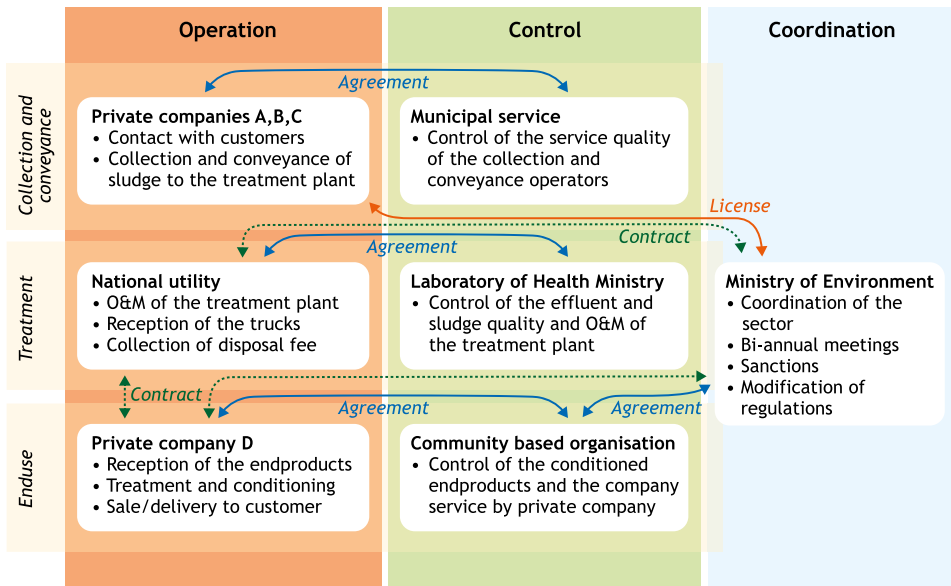 Operation
Control
Coordination
Collection and
conveyance
Agreement
Private companies A,B,C
• Contact with customers
• Collection and conveyance of
sludge to the treatment plant
Municipal service
• Control of the service quality
of the collection and
conveyance operators
License
Contract
Treatment
Agreement
National utility
• O&M of the treatment plant
• Reception of the trucks
• Collection of disposal fee
Laboratory of Health Ministry
• Control of the effluent and
sludge quality and O&M of
the treatment plant
Ministry of Environment
• Coordination of the
sector
• Bi-annual meetings
• Sanctions
• Modification of
regulations
Contract
Agreement
Agreement
Enduse
Private company D
• Reception of the endproducts
• Treatment and conditioning
• Sale/delivery to customer
Community based organisation
• Control of the conditioned
endproducts and the company
service by private company